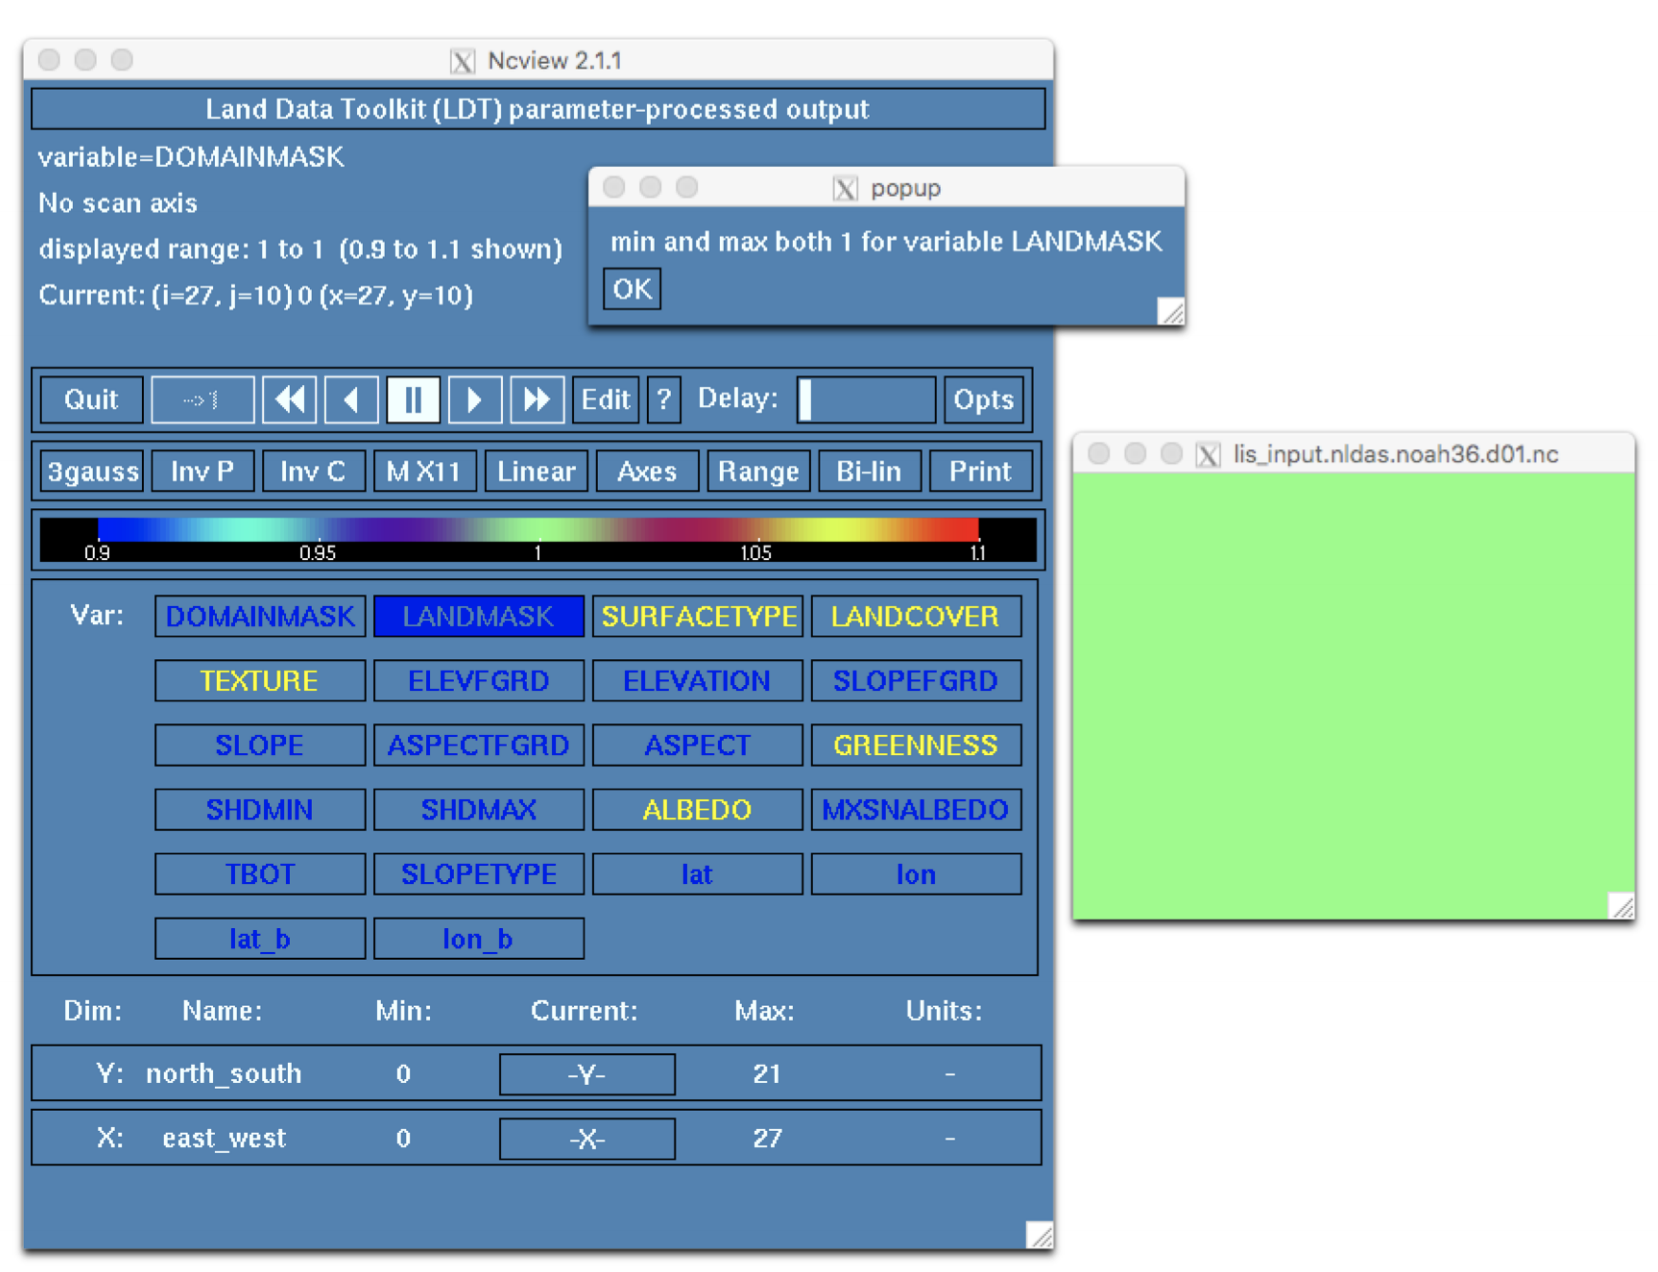 Ncview 2.1.1
Land Data Toolkit (LDT) parameter-processed output
variable=DOMAINMASK
No scan axis
displayed range: 1 to 1 (0.9 to 1.1 shown)
Current: (i=27, j=10) 0 (x=27, y=10)
popup
min and max both 1 for variable LANDMASK
OK
Quit -->1 Edit ? Delay: Opts
3gauss Inv P Inv C M X11 Linear Axes Range Bi-lin Print
0.9 0.95 1 1.05 1.1
Var: DOMAINMASK LANDMASK SURFACETYPE LANDCOVER
TEXTURE ELEVFGRD ELEVATION SLOPEFGRD
SLOPE ASPECTFGRD ASPECT GREENNESS
SHDMIN SHDMAX ALBEDO MXSNALBEDO
TBOT SLOPETYPE lat lon
lat_b lon_b
Dim: Name: Min: Current: Max: Units:
Y: north_south 0 -Y- 21 -
X: east_west 0 -X- 27 -
lis_input.nldas.noah36.d01.nc